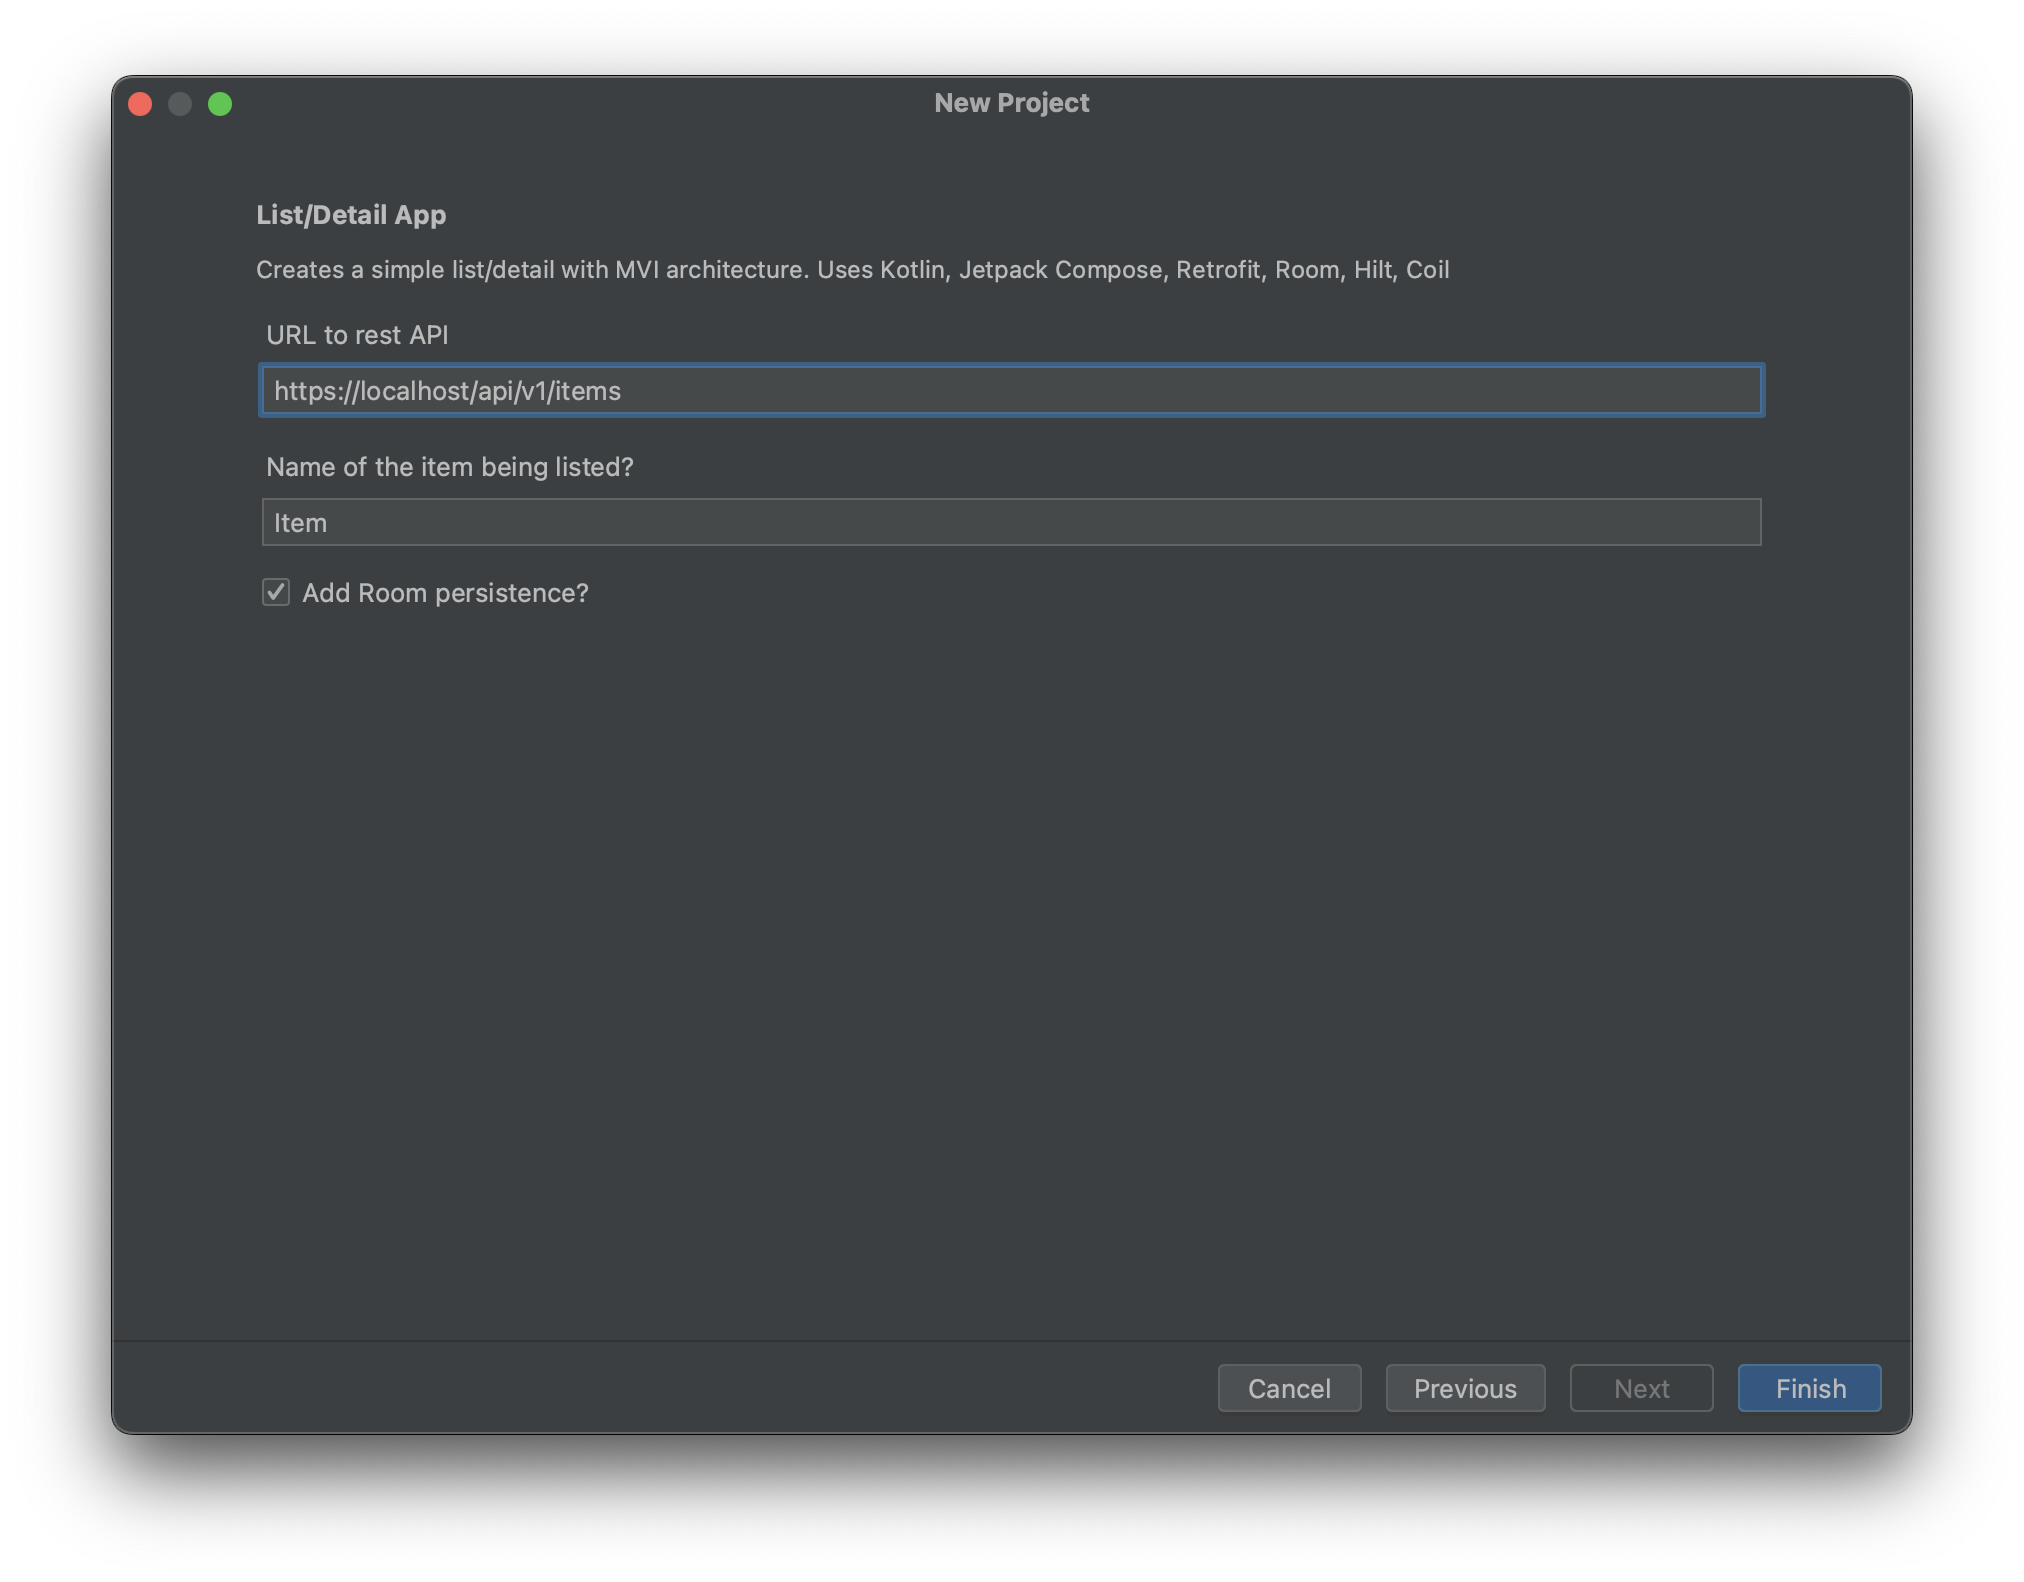 New Project
List/Detail App
Creates a simple list/detail with MVI architecture. Uses Kotlin, Jetpack Compose, Retrofit, Room, Hilt, Coil
URL to rest API
https://localhost/api/v1/items
Name of the item being listed?
Item
Add Room persistence?
Cancel Previous Next Finish